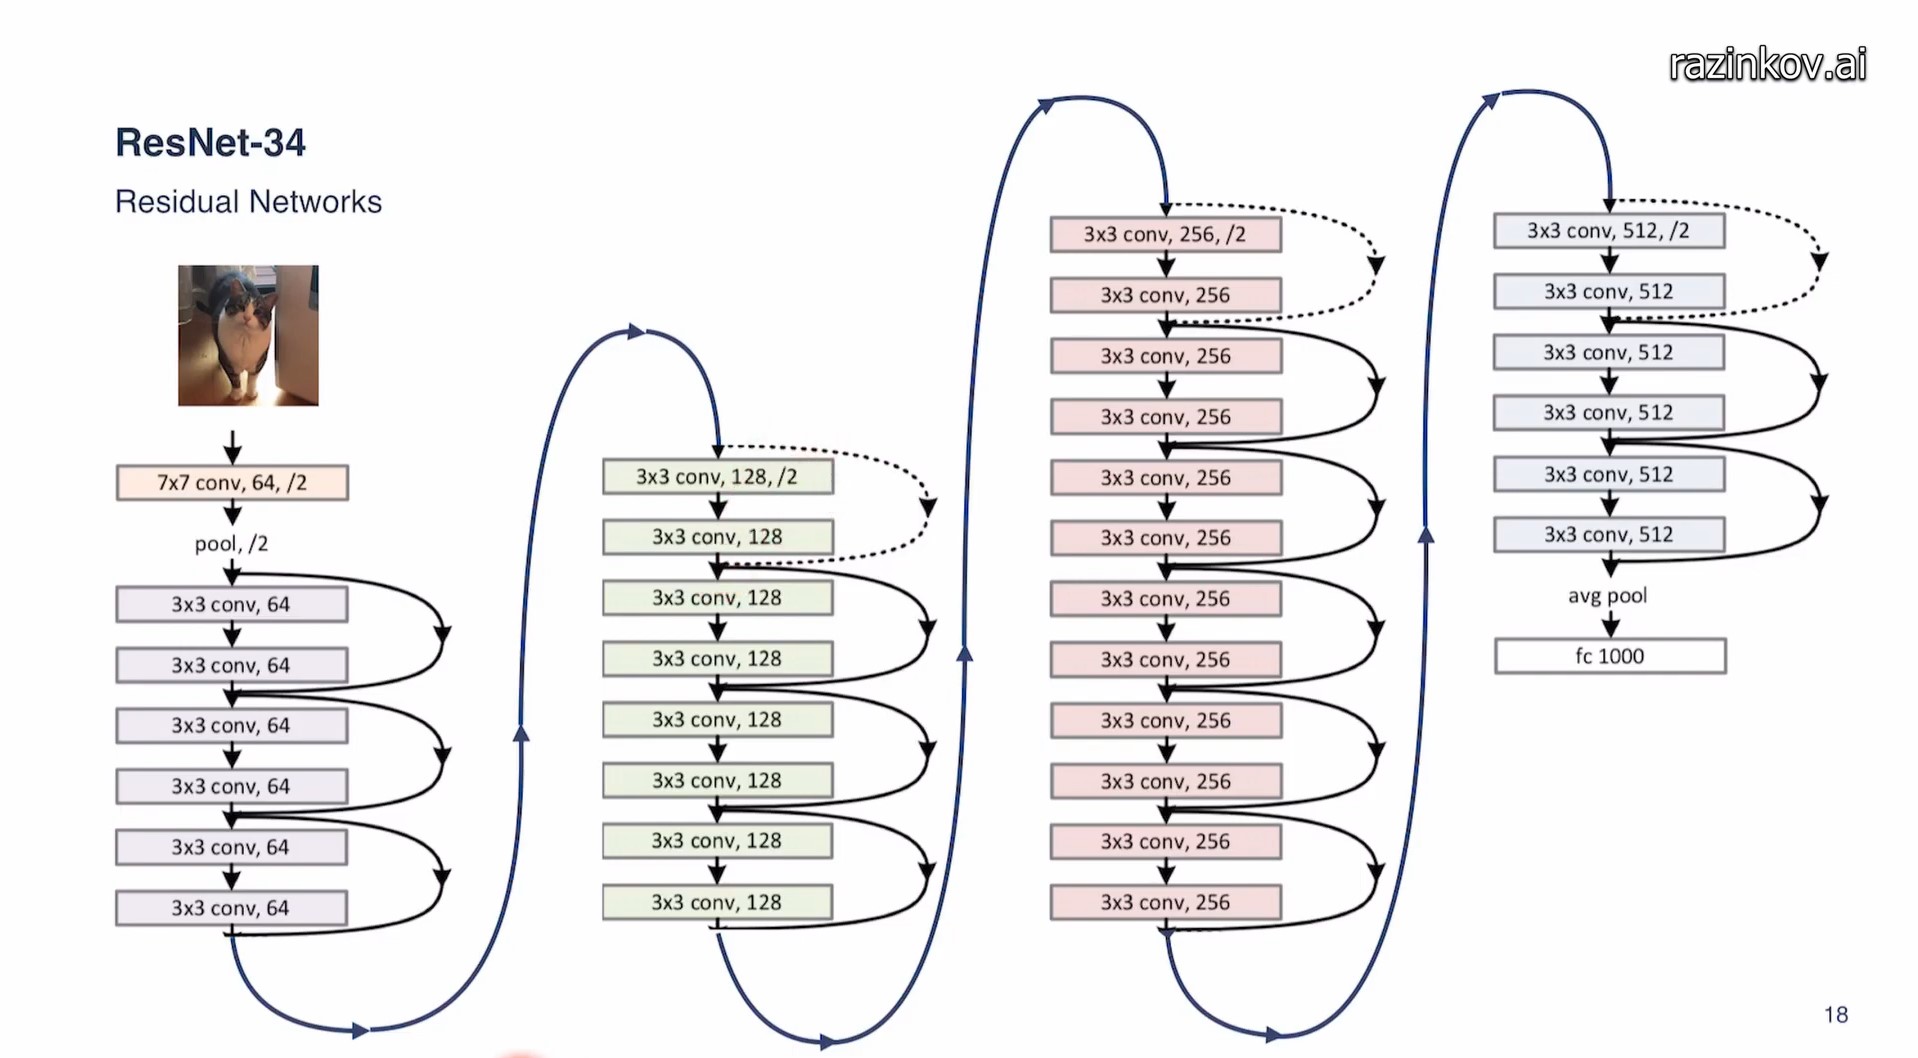 razinkov.ai
ResNet-34
Residual Networks
7x7 conv, 64, /2
pool, /2
3x3 conv, 64
3x3 conv, 64
3x3 conv, 64
3x3 conv, 64
3x3 conv, 64
3x3 conv, 64
3x3 conv, 128, /2
3x3 conv, 128
3x3 conv, 128
3x3 conv, 128
3x3 conv, 128
3x3 conv, 128
3x3 conv, 128
3x3 conv, 128
3x3 conv, 256, /2
3x3 conv, 256
3x3 conv, 256
3x3 conv, 256
3x3 conv, 256
3x3 conv, 256
3x3 conv, 256
3x3 conv, 256
3x3 conv, 256
3x3 conv, 256
3x3 conv, 256
3x3 conv, 256
3x3 conv, 512, /2
3x3 conv, 512
3x3 conv, 512
3x3 conv, 512
3x3 conv, 512
3x3 conv, 512
avg pool
fc 1000
18